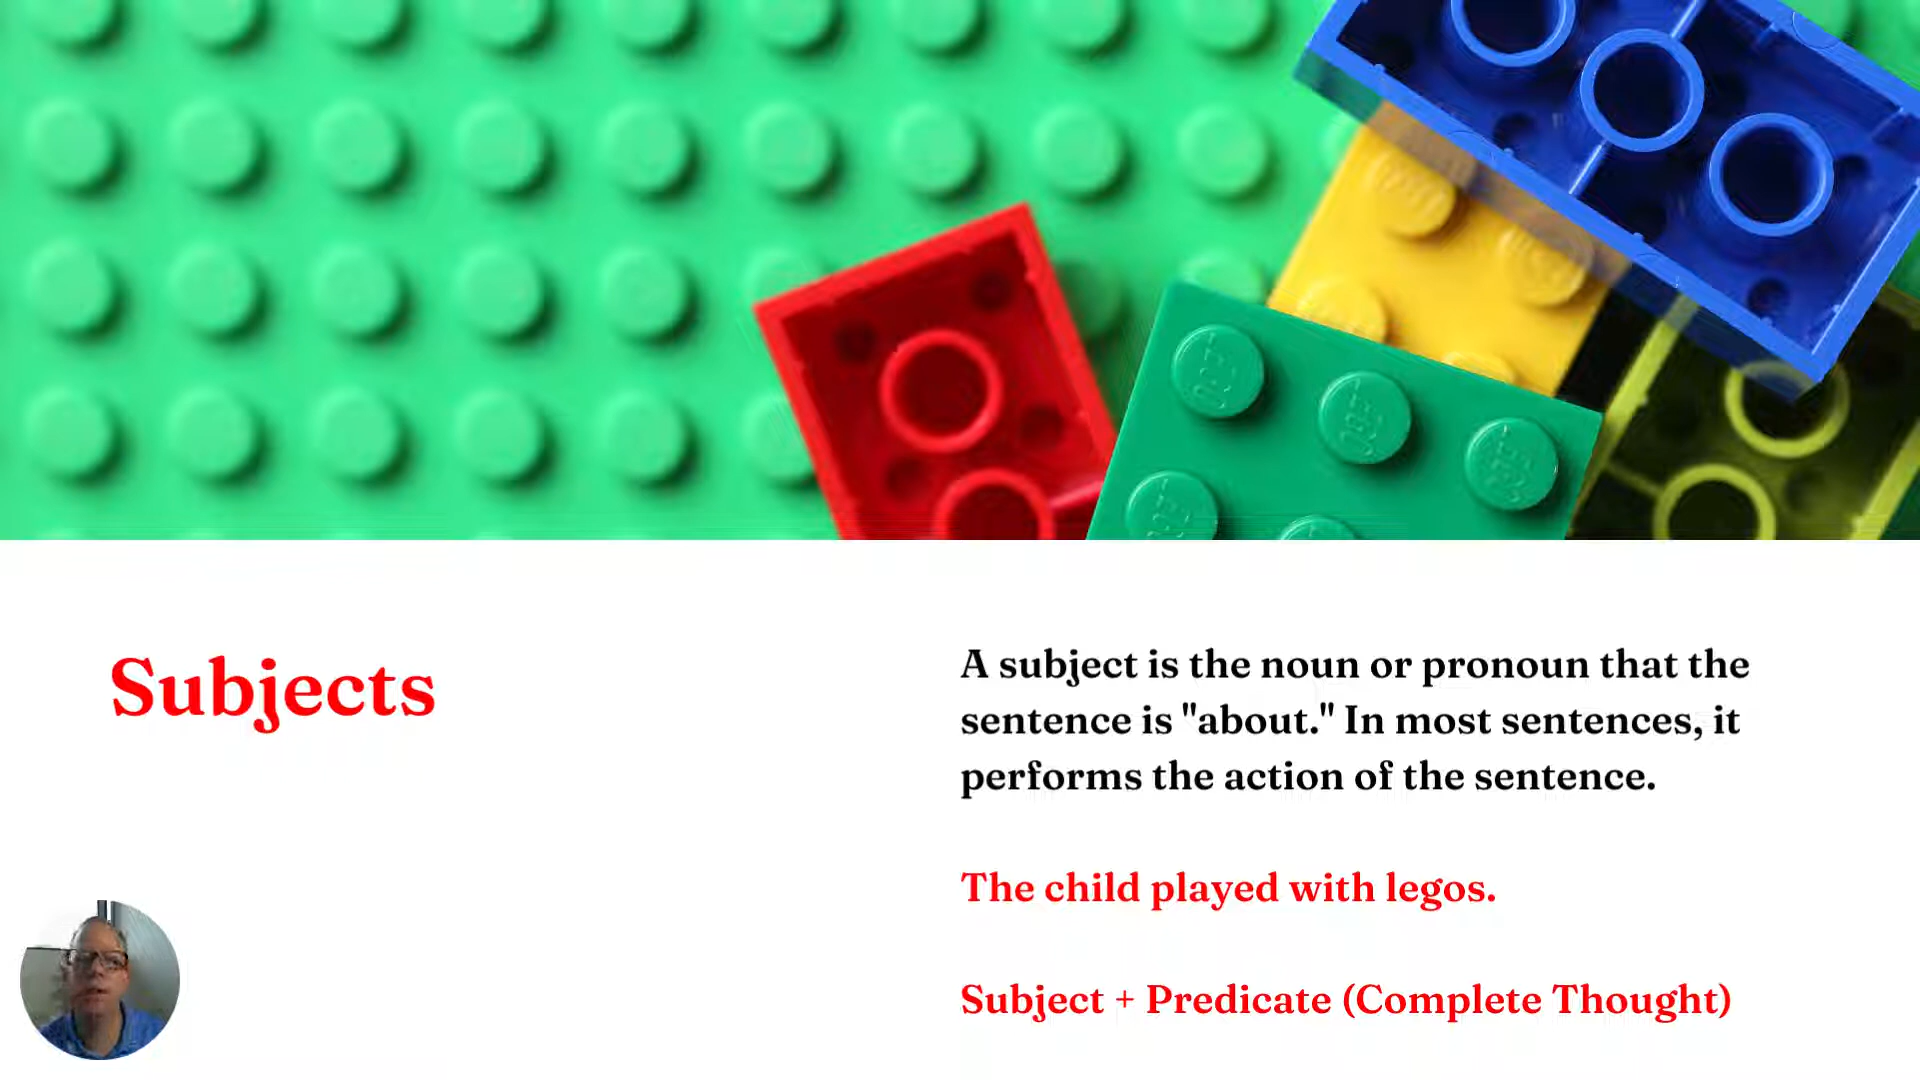 Subjects
A subject is the noun or pronoun that the
sentence is "about." In most sentences, it
performs the action of the sentence.
The child played with legos.
Subject + Predicate (Complete Thought)